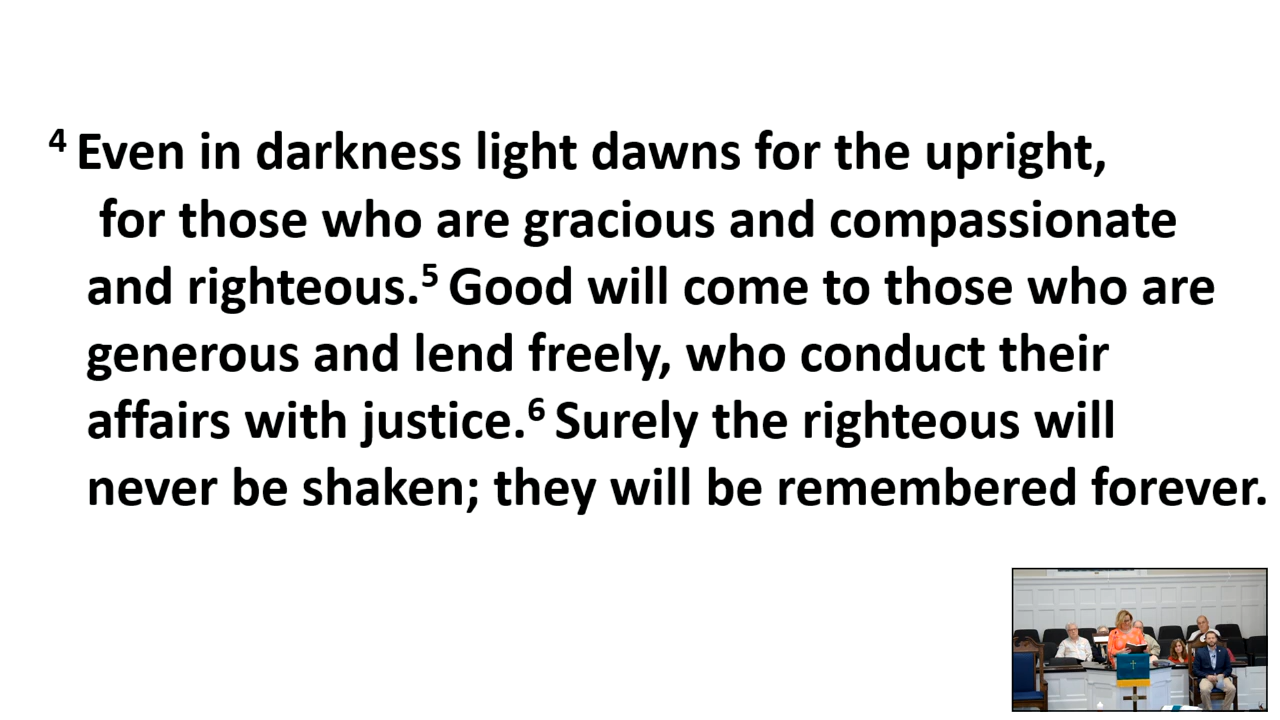 4 Even in darkness light dawns for the upright,
for those who are gracious and compassionate
and righteous.5 Good will come to those who are
generous and lend freely, who conduct their
affairs with justice.6 Surely the righteous will
never be shaken; they will be remembered forever.